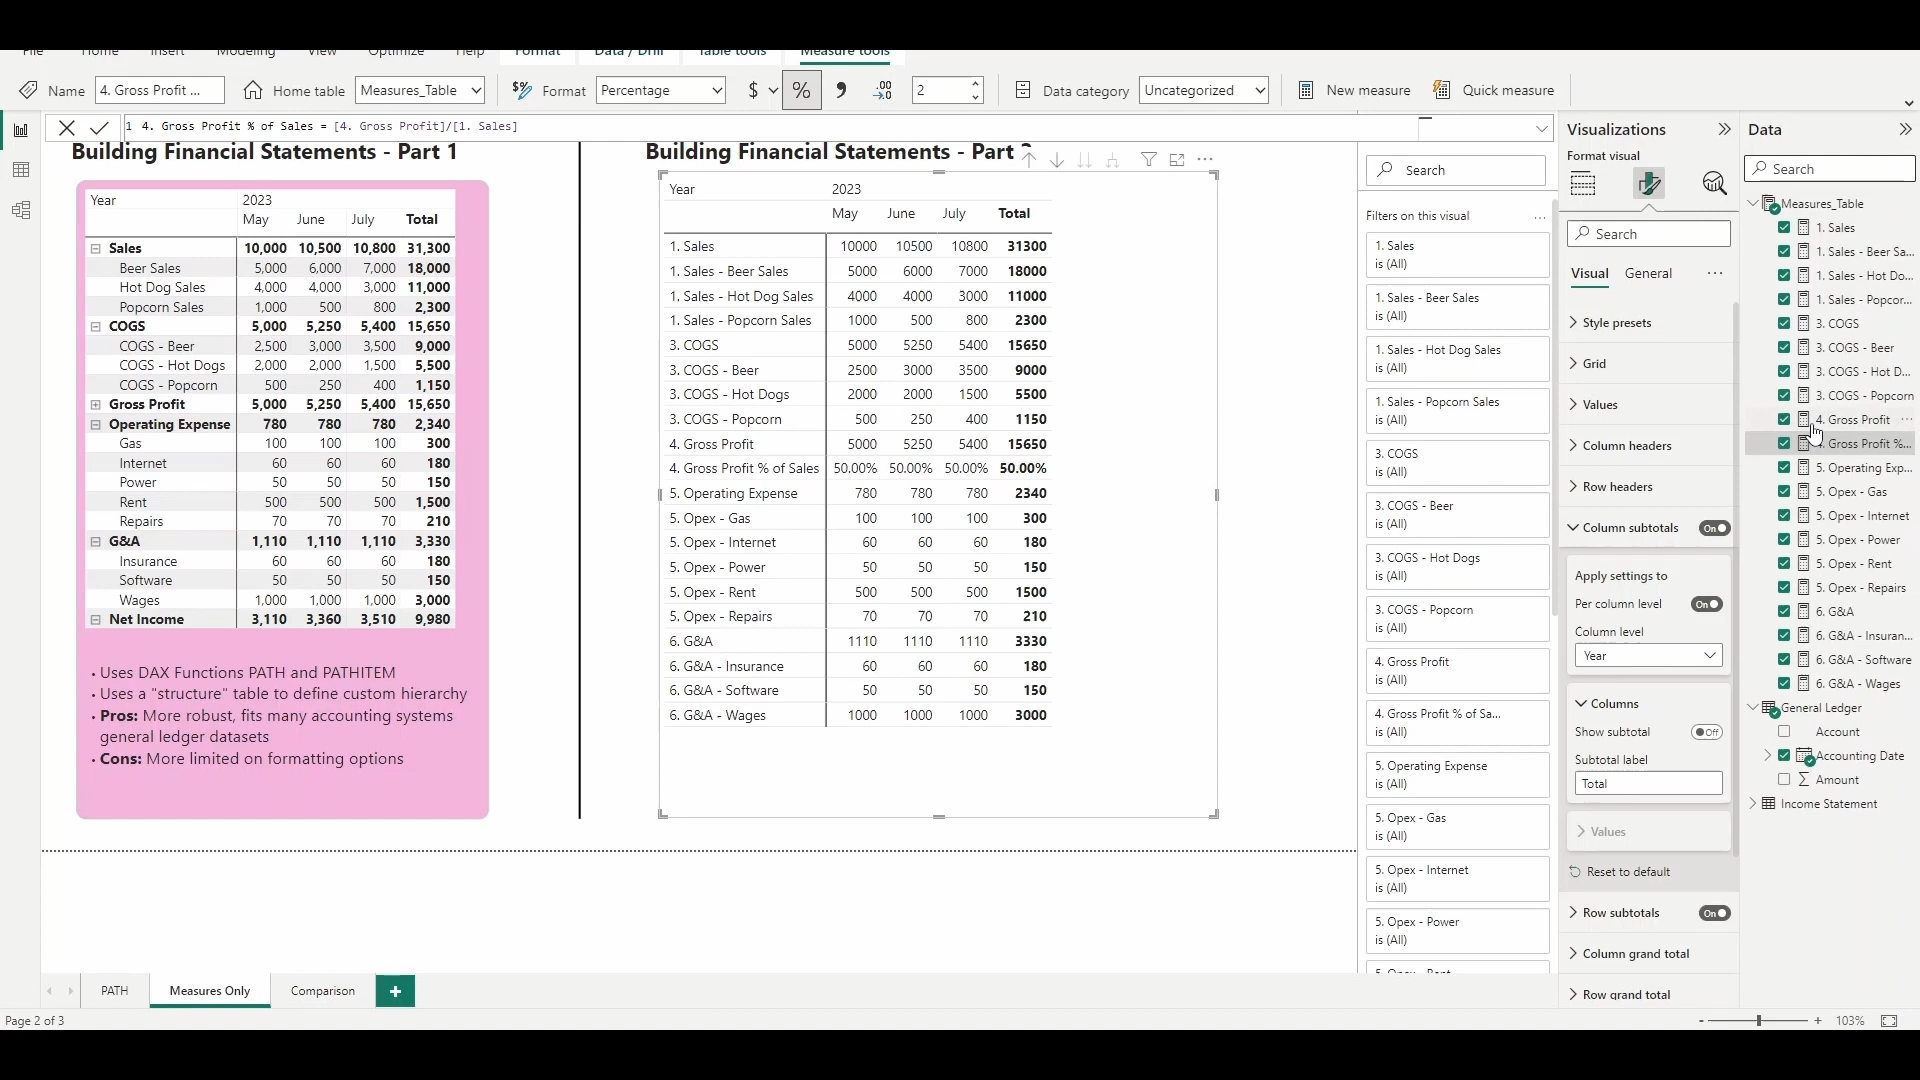 File Home Insert Modeling View Optimize Help Format Data / Drill Table tools Measure tools
Name 4. Gross Profit ... Home table Measures_Table Format Percentage $ % , .00 2 Data category Uncategorized New measure Quick measure
1 4. Gross Profit % of Sales = [4. Gross Profit]/[1. Sales]
Building Financial Statements - Part 1
Year 2023
May June July Total
Sales 10,000 10,500 10,800 31,300
Beer Sales 5,000 6,000 7,000 18,000
Hot Dog Sales 4,000 4,000 3,000 11,000
Popcorn Sales 1,000 500 800 2,300
COGS 5,000 5,250 5,400 15,650
COGS - Beer 2,500 3,000 3,500 9,000
COGS - Hot Dogs 2,000 2,000 1,500 5,500
COGS - Popcorn 500 250 400 1,150
Gross Profit 5,000 5,250 5,400 15,650
Operating Expense 780 780 780 2,340
Gas 100 100 100 300
Internet 60 60 60 180
Power 50 50 50 150
Rent 500 500 500 1,500
Repairs 70 70 70 210
G&A 1,110 1,110 1,110 3,330
Insurance 60 60 60 180
Software 50 50 50 150
Wages 1,000 1,000 1,000 3,000
Net Income 3,110 3,360 3,510 9,980
• Uses DAX Functions PATH and PATHITEM
• Uses a "structure" table to define custom hierarchy
• Pros: More robust, fits many accounting systems
general ledger datasets
• Cons: More limited on formatting options
Building Financial Statements - Part
Year 2023
May June July Total
1. Sales 10000 10500 10800 31300
1. Sales - Beer Sales 5000 6000 7000 18000
1. Sales - Hot Dog Sales 4000 4000 3000 11000
1. Sales - Popcorn Sales 1000 500 800 2300
3. COGS 5000 5250 5400 15650
3. COGS - Beer 2500 3000 3500 9000
3. COGS - Hot Dogs 2000 2000 1500 5500
3. COGS - Popcorn 500 250 400 1150
4. Gross Profit 5000 5250 5400 15650
4. Gross Profit % of Sales 50.00% 50.00% 50.00% 50.00%
5. Operating Expense 780 780 780 2340
5. Opex - Gas 100 100 100 300
5. Opex - Internet 60 60 60 180
5. Opex - Power 50 50 50 150
5. Opex - Rent 500 500 500 1500
5. Opex - Repairs 70 70 70 210
6. G&A 1110 1110 1110 3330
6. G&A - Insurance 60 60 60 180
6. G&A - Software 50 50 50 150
6. G&A - Wages 1000 1000 1000 3000
Search
Filters on this visual ...
1. Sales
is (All)
1. Sales - Beer Sales
is (All)
1. Sales - Hot Dog Sales
is (All)
1. Sales - Popcorn Sales
is (All)
3. COGS
is (All)
3. COGS - Beer
is (All)
3. COGS - Hot Dogs
is (All)
3. COGS - Popcorn
is (All)
4. Gross Profit
is (All)
4. Gross Profit % of Sa...
is (All)
5. Operating Expense
is (All)
5. Opex - Gas
is (All)
5. Opex - Internet
is (All)
5. Opex - Power
is (All)
5. Opex - Rent
Visualizations
Format visual
Search
Visual General ...
Style presets
Grid
Values
Column headers
Row headers
Column subtotals On
Apply settings to
Per column level On
Column level
Year
Columns
Show subtotal Off
Subtotal label
Total
Values
Reset to default
Row subtotals On
Column grand total
Row grand total
Data
Search
Measures_Table
1. Sales
1. Sales - Beer Sa...
1. Sales - Hot Do...
1. Sales - Popcor...
3. COGS
3. COGS - Beer
3. COGS - Hot D...
3. COGS - Popcorn
4. Gross Profit ...
Gross Profit %...
5. Operating Exp...
5. Opex - Gas
5. Opex - Internet
5. Opex - Power
5. Opex - Rent
5. Opex - Repairs
6. G&A
6. G&A - Insuran...
6. G&A - Software
6. G&A - Wages
General Ledger
Account
Accounting Date
Σ Amount
Income Statement
PATH Measures Only Comparison +
Page 2 of 3 - + 103%